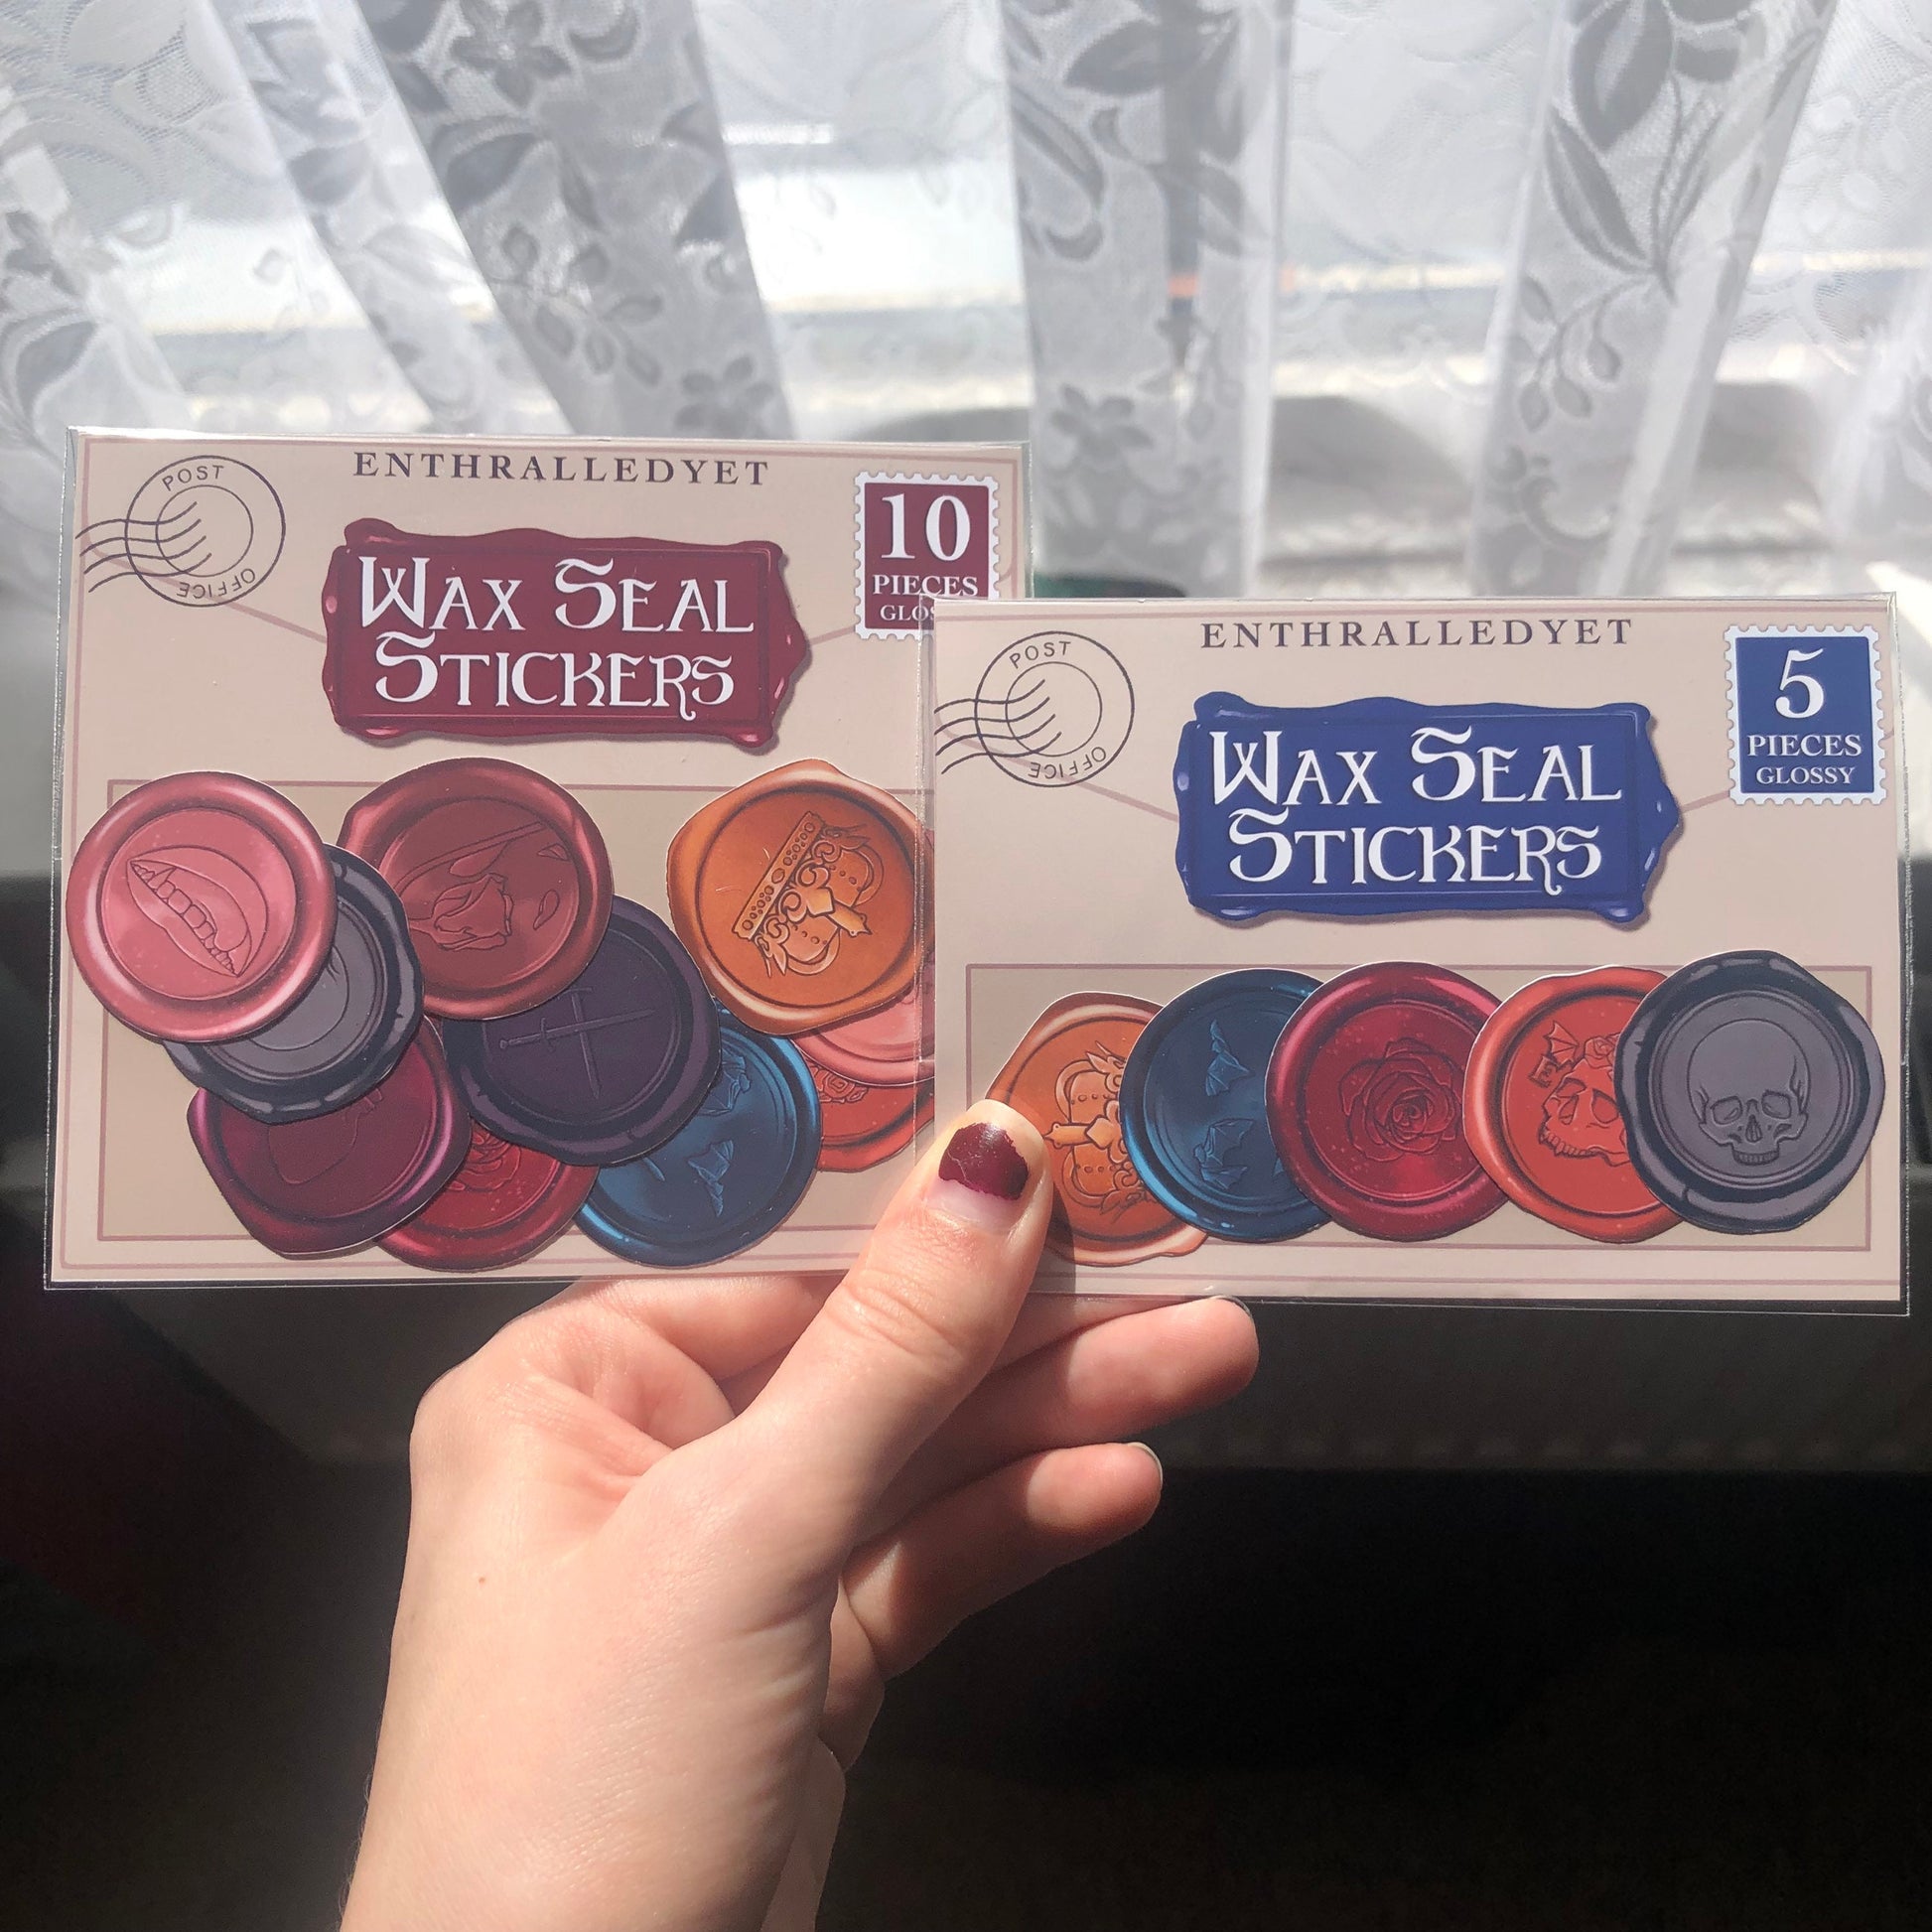 POST
OFFICE
ENTHRALLEDYET
10
PIECES
WAX SEAL
STICKERS
POST
OFFICE
ENTHRALLEDYET
5
PIECES
GLOSSY
WAX SEAL
STICKERS